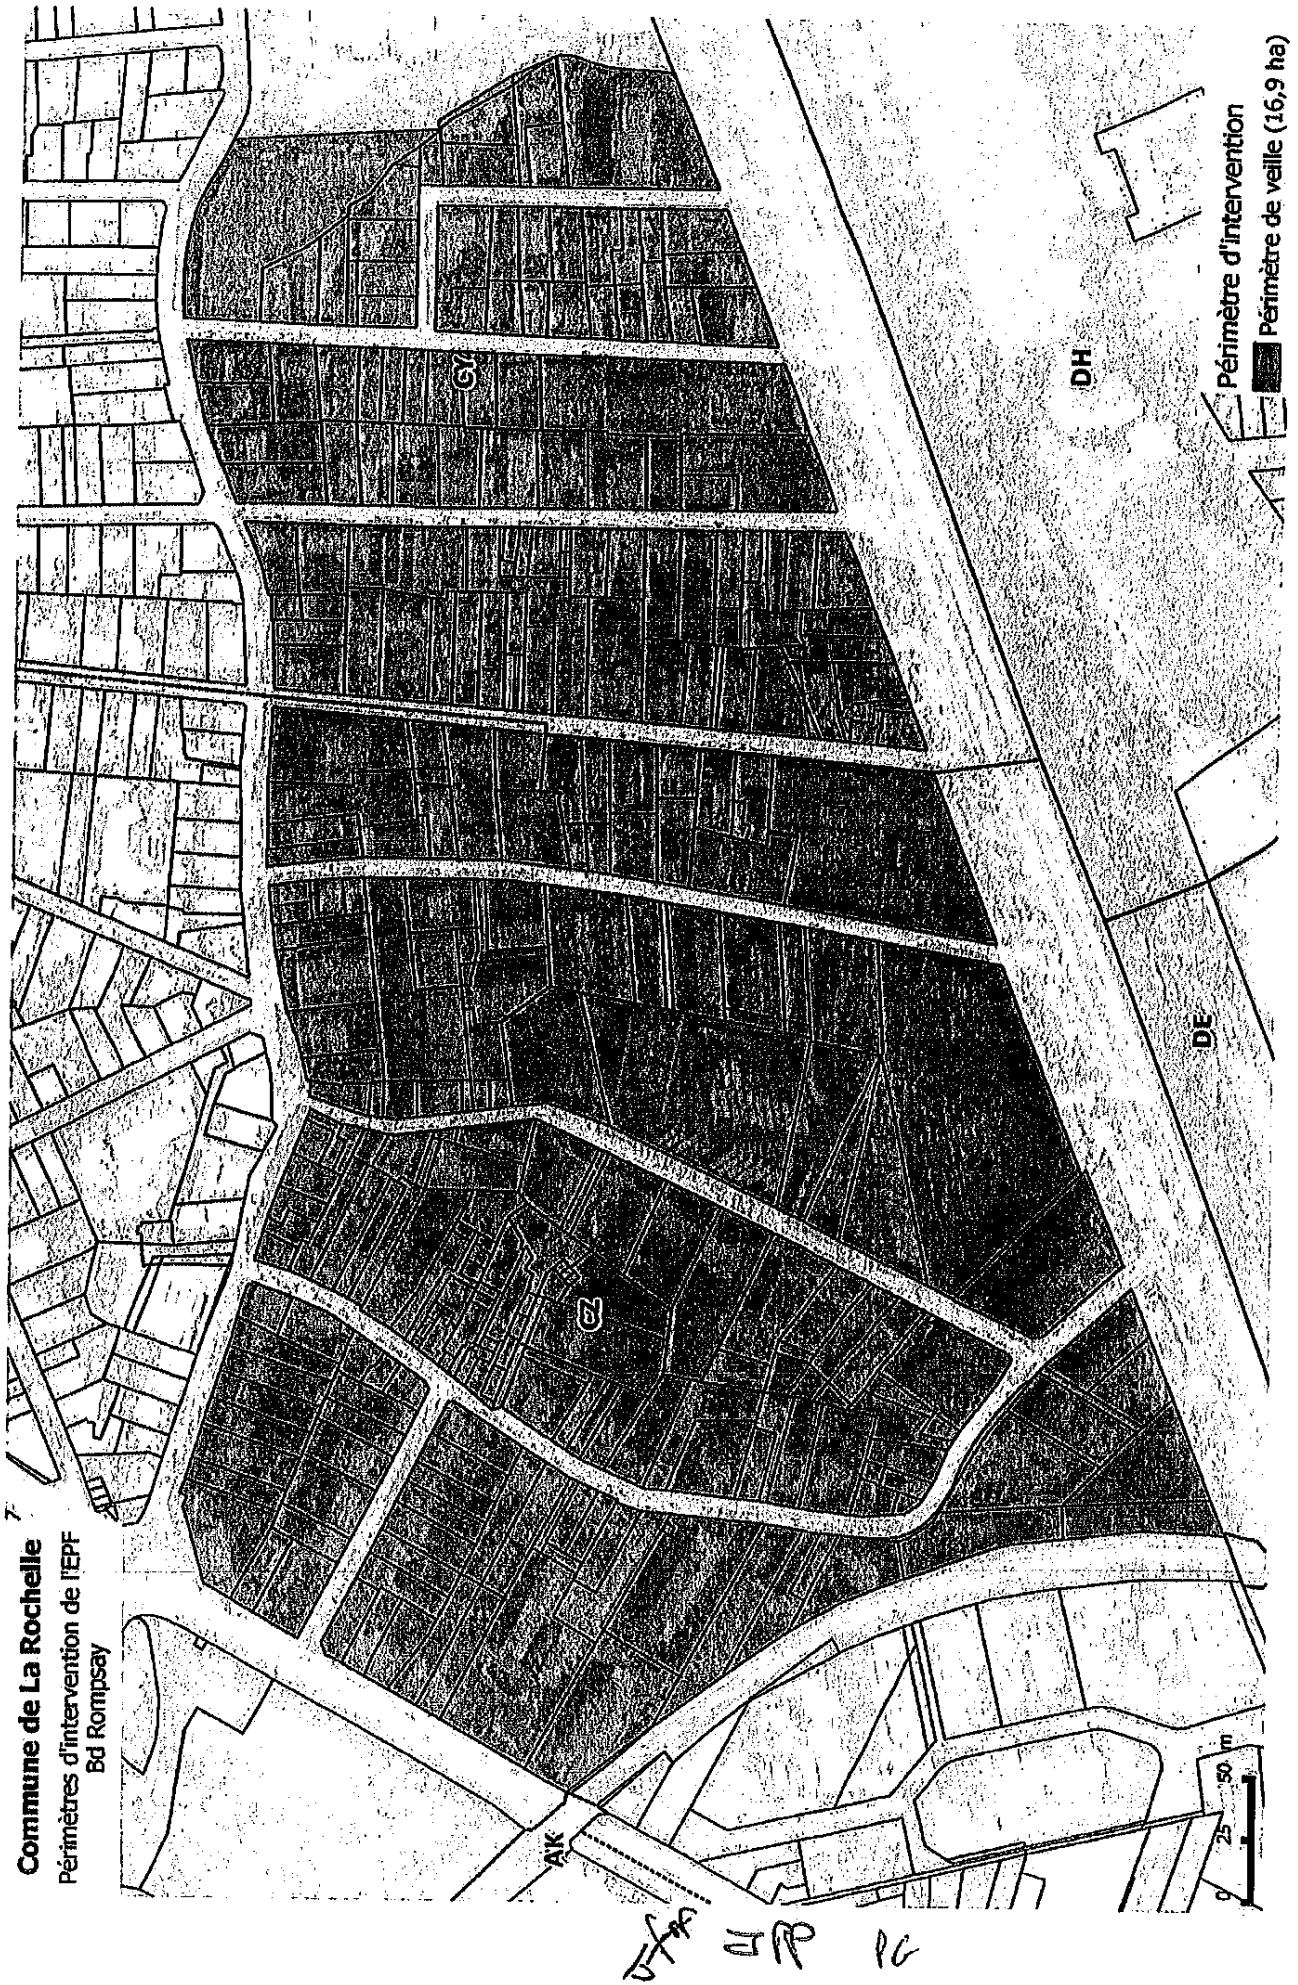 Commune de La Rochelle
Périmètres d'intervention de l'EPF
Bd Rompsay
CY
DH
DE
CZ
AK
Périmètre d'intervention
Périmètre de veille (16,9 ha)
0 25 50 m
PG